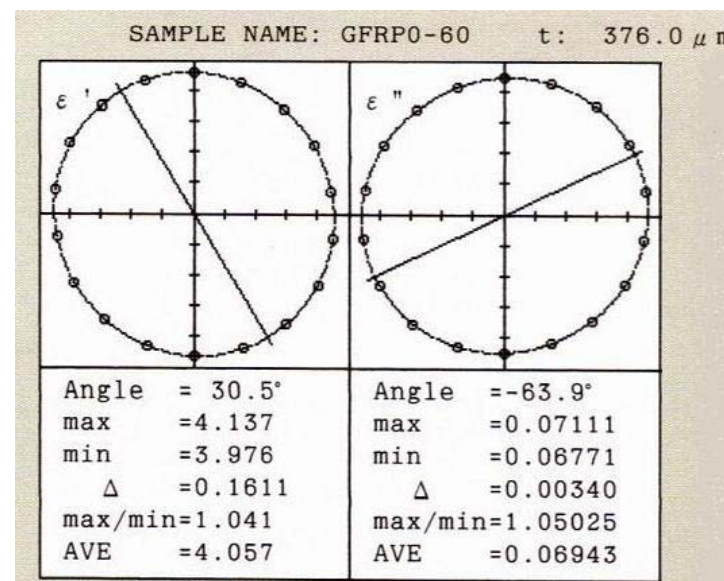 SAMPLE NAME: GFRP0-60 t: 376.0 μm
ε '
ε "
Angle = 30.5°
max =4.137
min =3.976
Δ =0.1611
max/min=1.041
AVE =4.057
Angle =-63.9°
max =0.07111
min =0.06771
Δ =0.00340
max/min=1.05025
AVE =0.06943